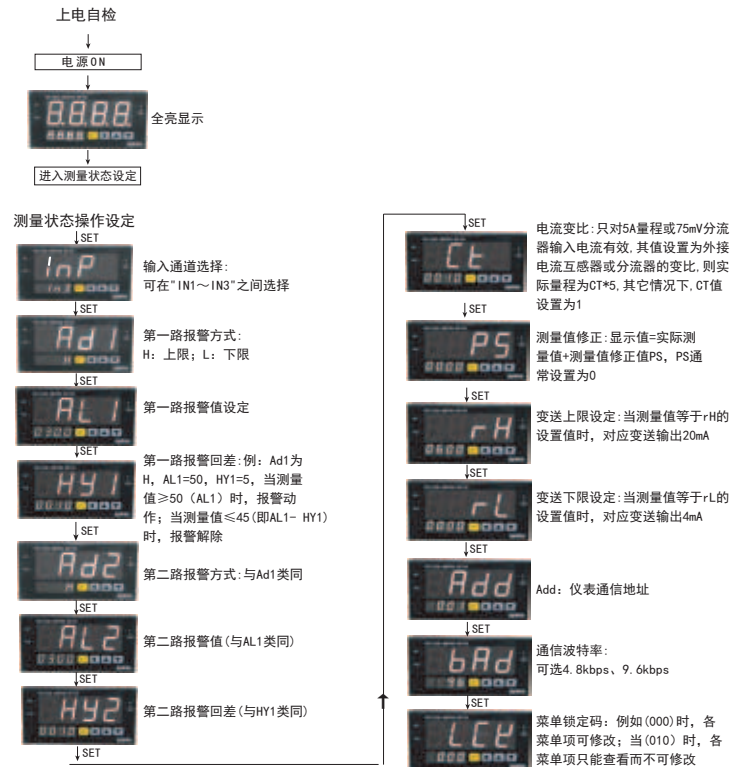 上电自检
电源ON
8.8.8.8.
8.8.8.8.
全亮显示
进入测量状态设定
测量状态操作设定
SET
InP
In3
输入通道选择:
可在"IN1~IN3"之间选择
SET
Ad1
H
第一路报警方式:
H: 上限; L: 下限
SET
AL1
第一路报警值设定
SET
HY1
0010
第一路报警回差:例: Ad1为
H, AL1=50, HY1=5, 当测量
值≥50 (AL1) 时, 报警动
作; 当测量值≤45(即AL1- HY1)
时, 报警解除
SET
Ad2
H
第二路报警方式:与Ad1类同
SET
AL2
第二路报警值(与AL1类同)
SET
HY2
0010
第二路报警回差(与HY1类同)
SET
SET
Ct
0010
电流变比:只对5A量程或75mV分流
器输入电流有效,其值设置为外接
电流互感器或分流器的变比,则实
际量程为CT*5,其它情况下,CT值
设置为1
SET
PS
0000
测量值修正:显示值=实际测
量值+测量值修正值PS, PS通
常设置为0
SET
rH
0600
变送上限设定:当测量值等于rH的
设置值时, 对应变送输出20mA
SET
rL
0000
变送下限设定:当测量值等于rL的
设置值时, 对应变送输出4mA
SET
Add
001
Add: 仪表通信地址
SET
bAd
9.6
通信波特率:
可选4.8kbps、9.6kbps
SET
LCK
000
菜单锁定码: 例如(000)时, 各
菜单项可修改; 当(010) 时, 各
菜单项只能查看而不可修改